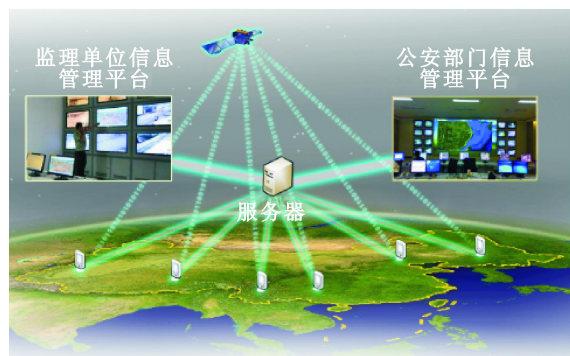 监理单位信息
管理平台
公安部门信息
管理平台
服务器